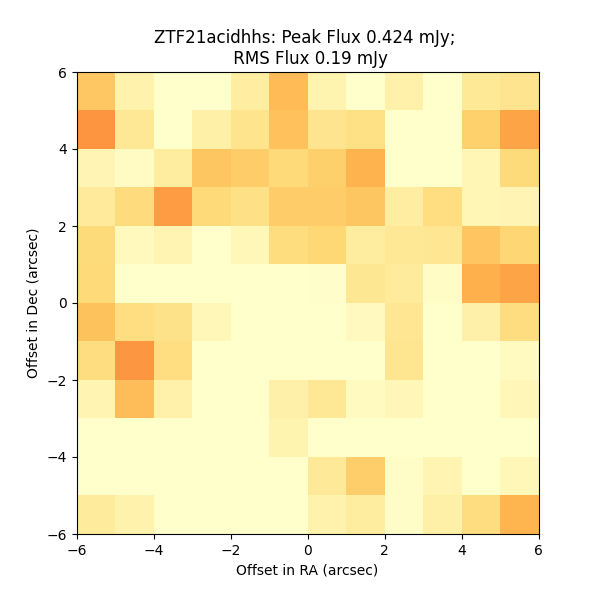 ZTF21acidhhs: Peak Flux 0.424 mJy;
RMS Flux 0.19 mJy
6
4
2
0
−2
−4
−6
Offset in Dec (arcsec)
−6 −4 −2 0 2 4 6
Offset in RA (arcsec)